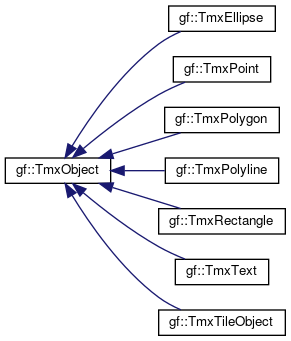 gf::TmxEllipse
gf::TmxPoint
gf::TmxPolygon
gf::TmxObject
gf::TmxPolyline
gf::TmxRectangle
gf::TmxText
gf::TmxTileObject